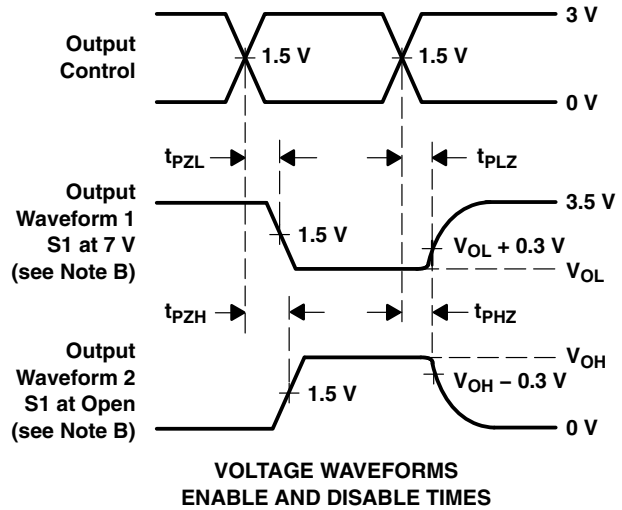 3 V
Output
Control
1.5 V
1.5 V
0 V
tPZL
tPLZ
Output
Waveform 1
S1 at 7 V
(see Note B)
3.5 V
1.5 V
VOL + 0.3 V
VOL
tPZH
tPHZ
Output
Waveform 2
S1 at Open
(see Note B)
VOH
1.5 V
VOH − 0.3 V
0 V
VOLTAGE WAVEFORMS
ENABLE AND DISABLE TIMES